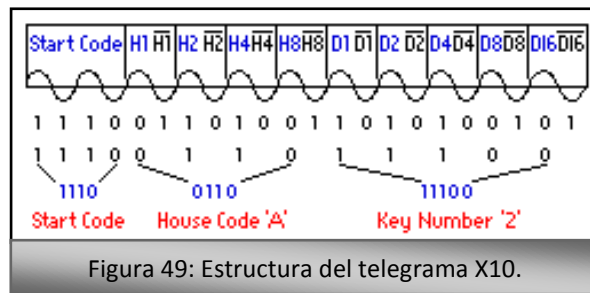 Start Code H1 H̅1̅ H2 H̅2̅ H4 H̅4̅ H8 H̅8̅ D1 D̅1̅ D2 D̅2̅ D4 D̅4̅ D8 D̅8̅ D16 D̅1̅6̅
1 1 1 0 0 1 1 0 1 0 0 1 1 0 1 0 1 0 0 1 0 1
1 1 1 0 0 1 1 0 1 1 1 0 0
1110 0110 11100
Start Code House Code 'A' Key Number '2'
Figura 49: Estructura del telegrama X10.